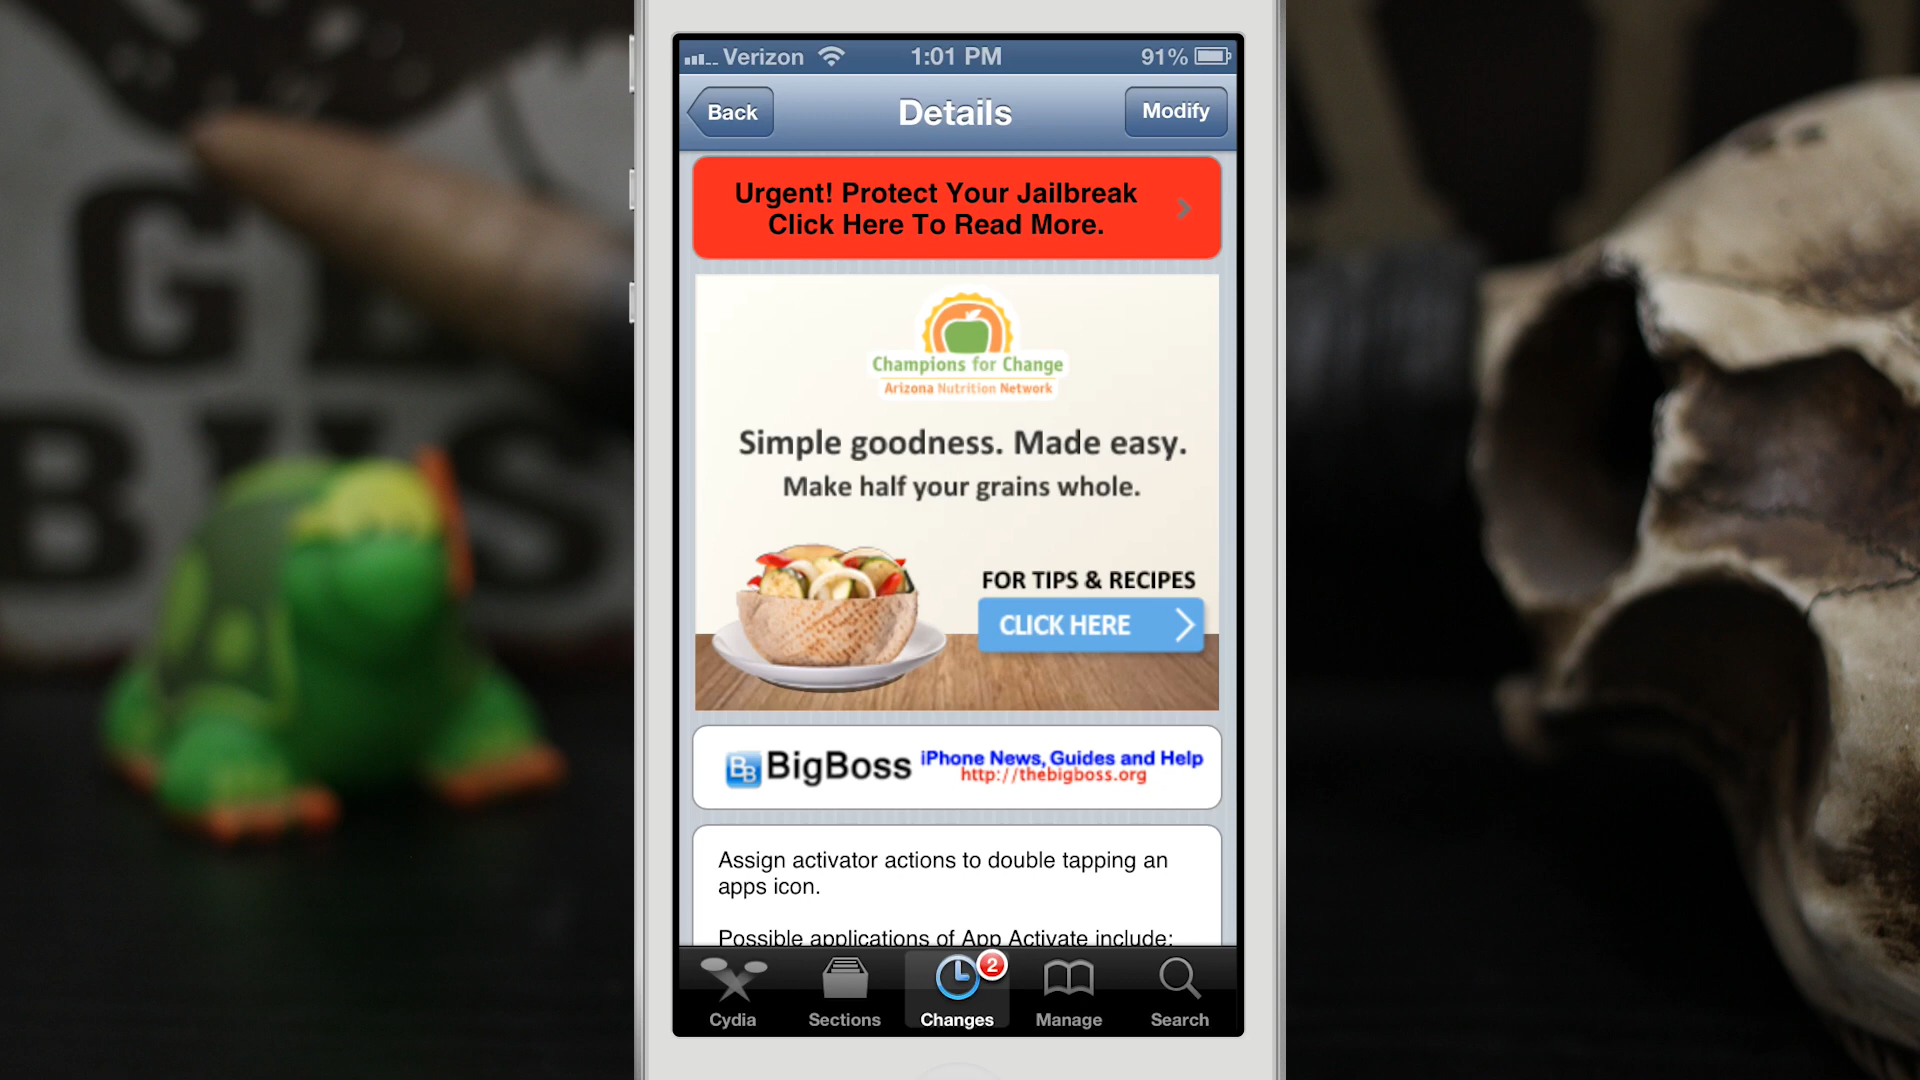 Verizon 1:01 PM 91%
Back Details Modify
Urgent! Protect Your Jailbreak
Click Here To Read More.
Champions for Change
Arizona Nutrition Network
Simple goodness. Made easy.
Make half your grains whole.
FOR TIPS & RECIPES
CLICK HERE
BB BigBoss iPhone News, Guides and Help
http://thebigboss.org
Assign activator actions to double tapping an
apps icon.
Possible applications of App Activate include:
2
Cydia Sections Changes Manage Search